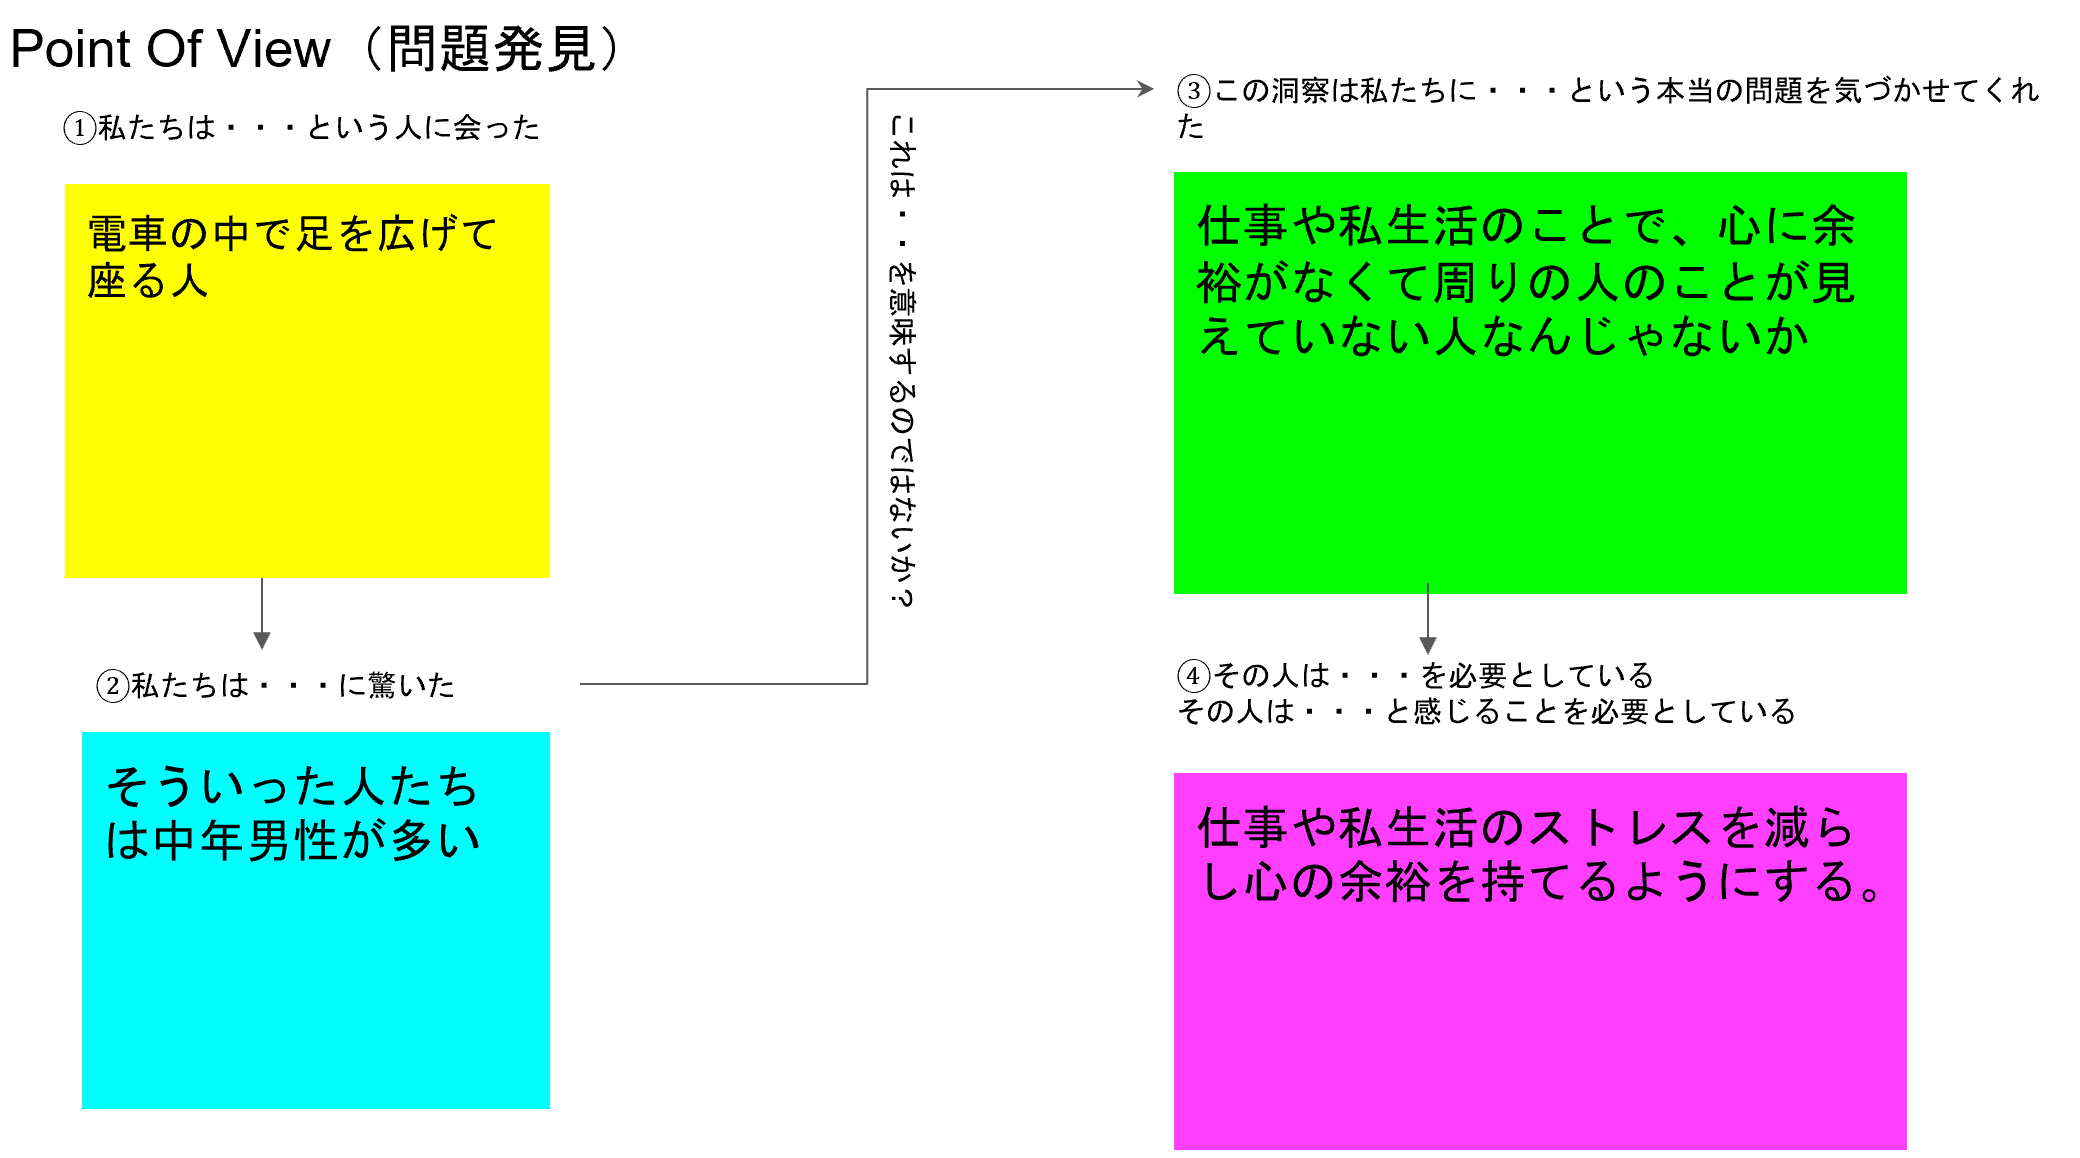 Point Of View（問題発見）
①私たちは・・・という人に会った
電車の中で足を広げて
座る人
②私たちは・・・に驚いた
そういった人たち
は中年男性が多い
これは・・を意味するのではないか？
③この洞察は私たちに・・・という本当の問題を気づかせてくれ
た
仕事や私生活のことで、心に余
裕がなくて周りの人のことが見
えていない人なんじゃないか
④その人は・・・を必要としている
その人は・・・と感じることを必要としている
仕事や私生活のストレスを減ら
し心の余裕を持てるようにする。